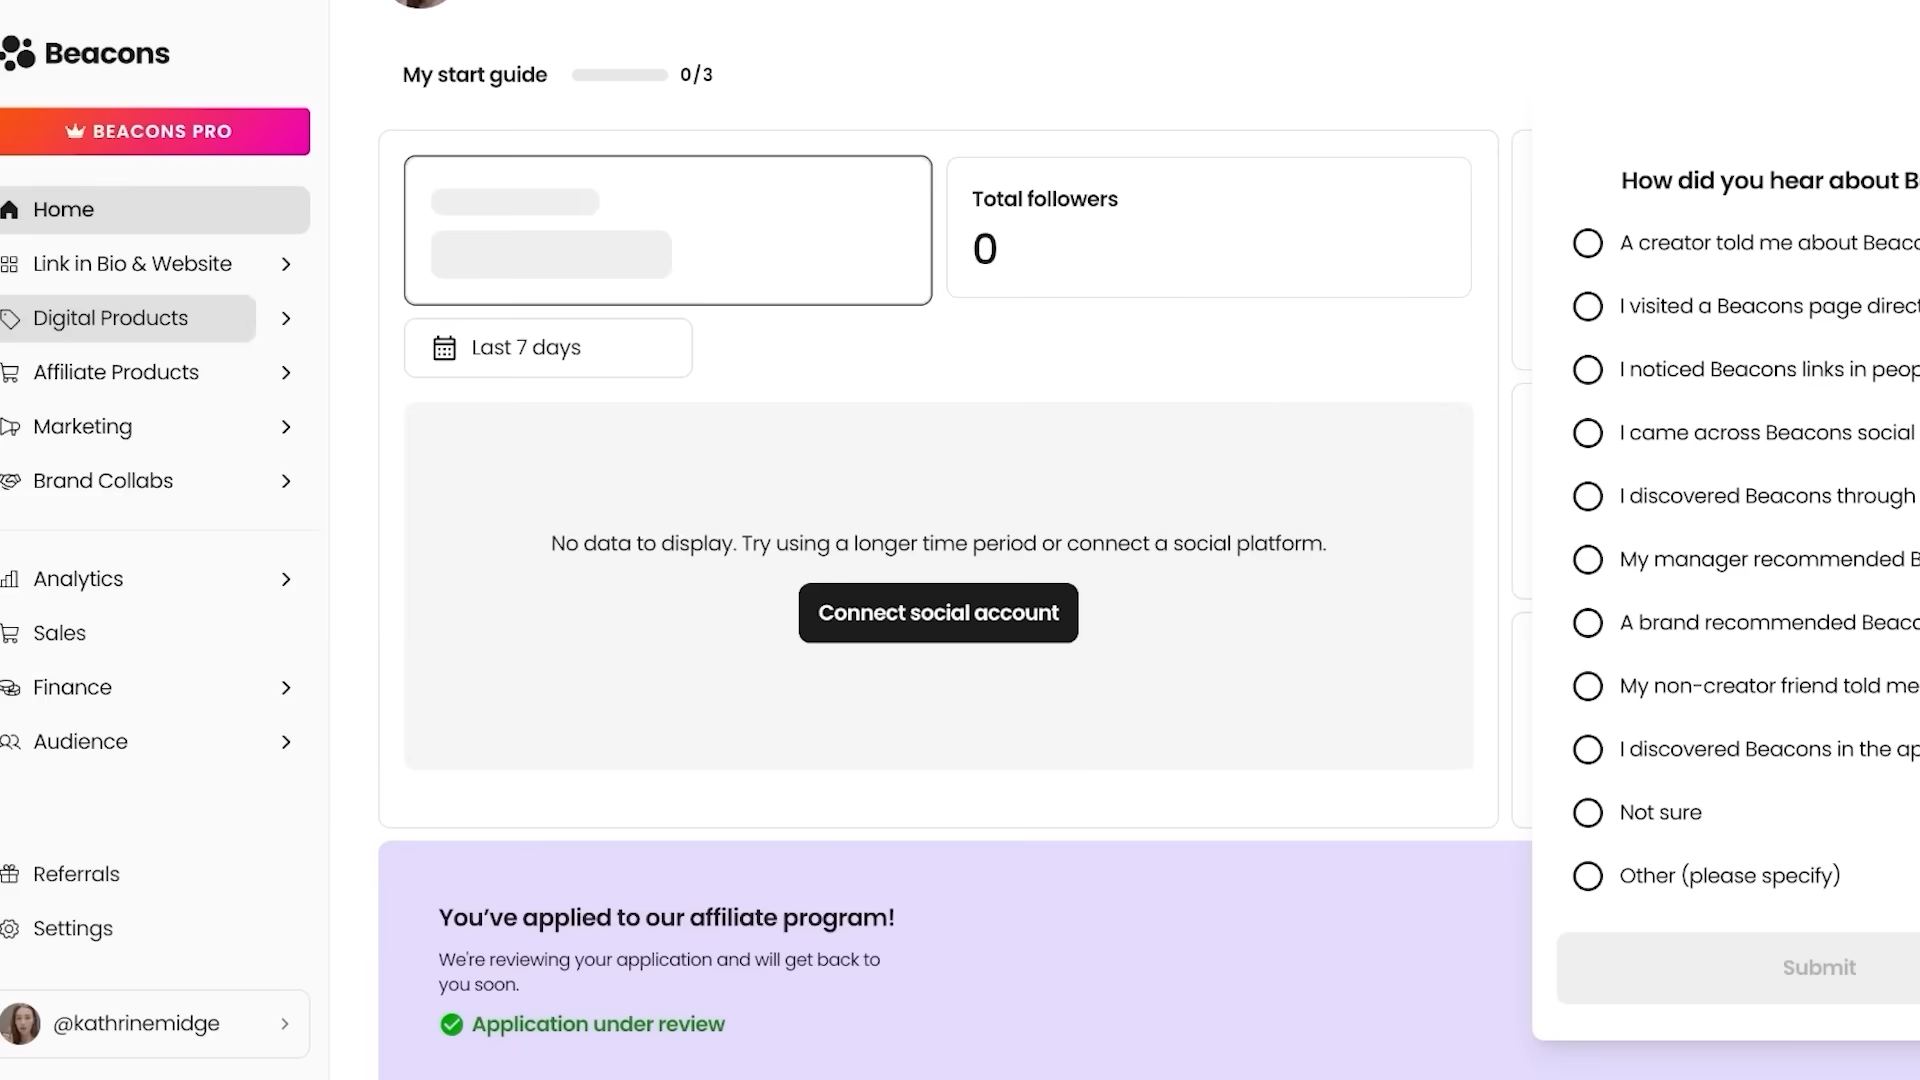 Beacons
BEACONS PRO
Home
Link in Bio & Website
Digital Products
Affiliate Products
Marketing
Brand Collabs
Analytics
Sales
Finance
Audience
Referrals
Settings
@kathrinemidge
My start guide 0/3
Total followers
0
Last 7 days
No data to display. Try using a longer time period or connect a social platform.
Connect social account
You’ve applied to our affiliate program!
We're reviewing your application and will get back to
you soon.
Application under review
How did you hear about
A creator told me about
I visited a Beacons page
I noticed Beacons links in
I came across Beacons social
I discovered Beacons through
My manager recommended
A brand recommended
My non-creator friend told me
I discovered Beacons in the
Not sure
Other (please specify)
Submit